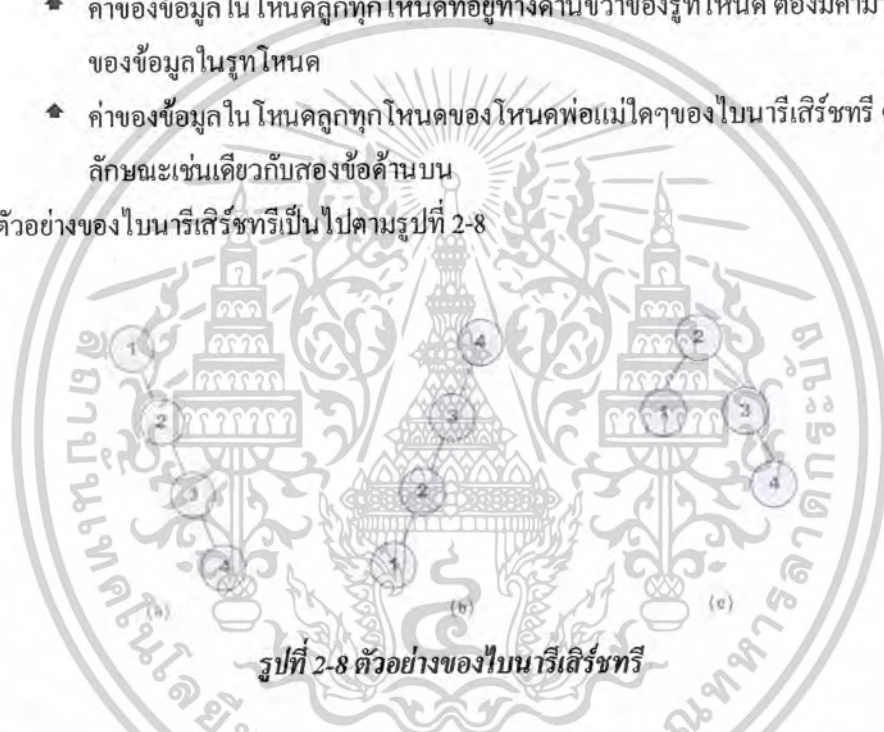 ค่าของข้อมูลในโหนดลูกทุกโหนดที่อยู่ทางด้านขวาของรูทโหนด ต้องมีค่ามา
ของข้อมูลในรูทโหนด
ค่าของข้อมูลในโหนดลูกทุกโหนดของโหนดพ่อแม่ใดๆของไบนารีเสิร์ชทรี
ลักษณะเช่นเดียวกับสองข้อด้านบน
ตัวอย่างของไบนารีเสิร์ชทรีเป็นไปตามรูปที่ 2-8
1
2
3
4
(a)
4
3
2
1
(b)
2
1 3
4
(c)
รูปที่ 2-8 ตัวอย่างของไบนารีเสิร์ชทรี